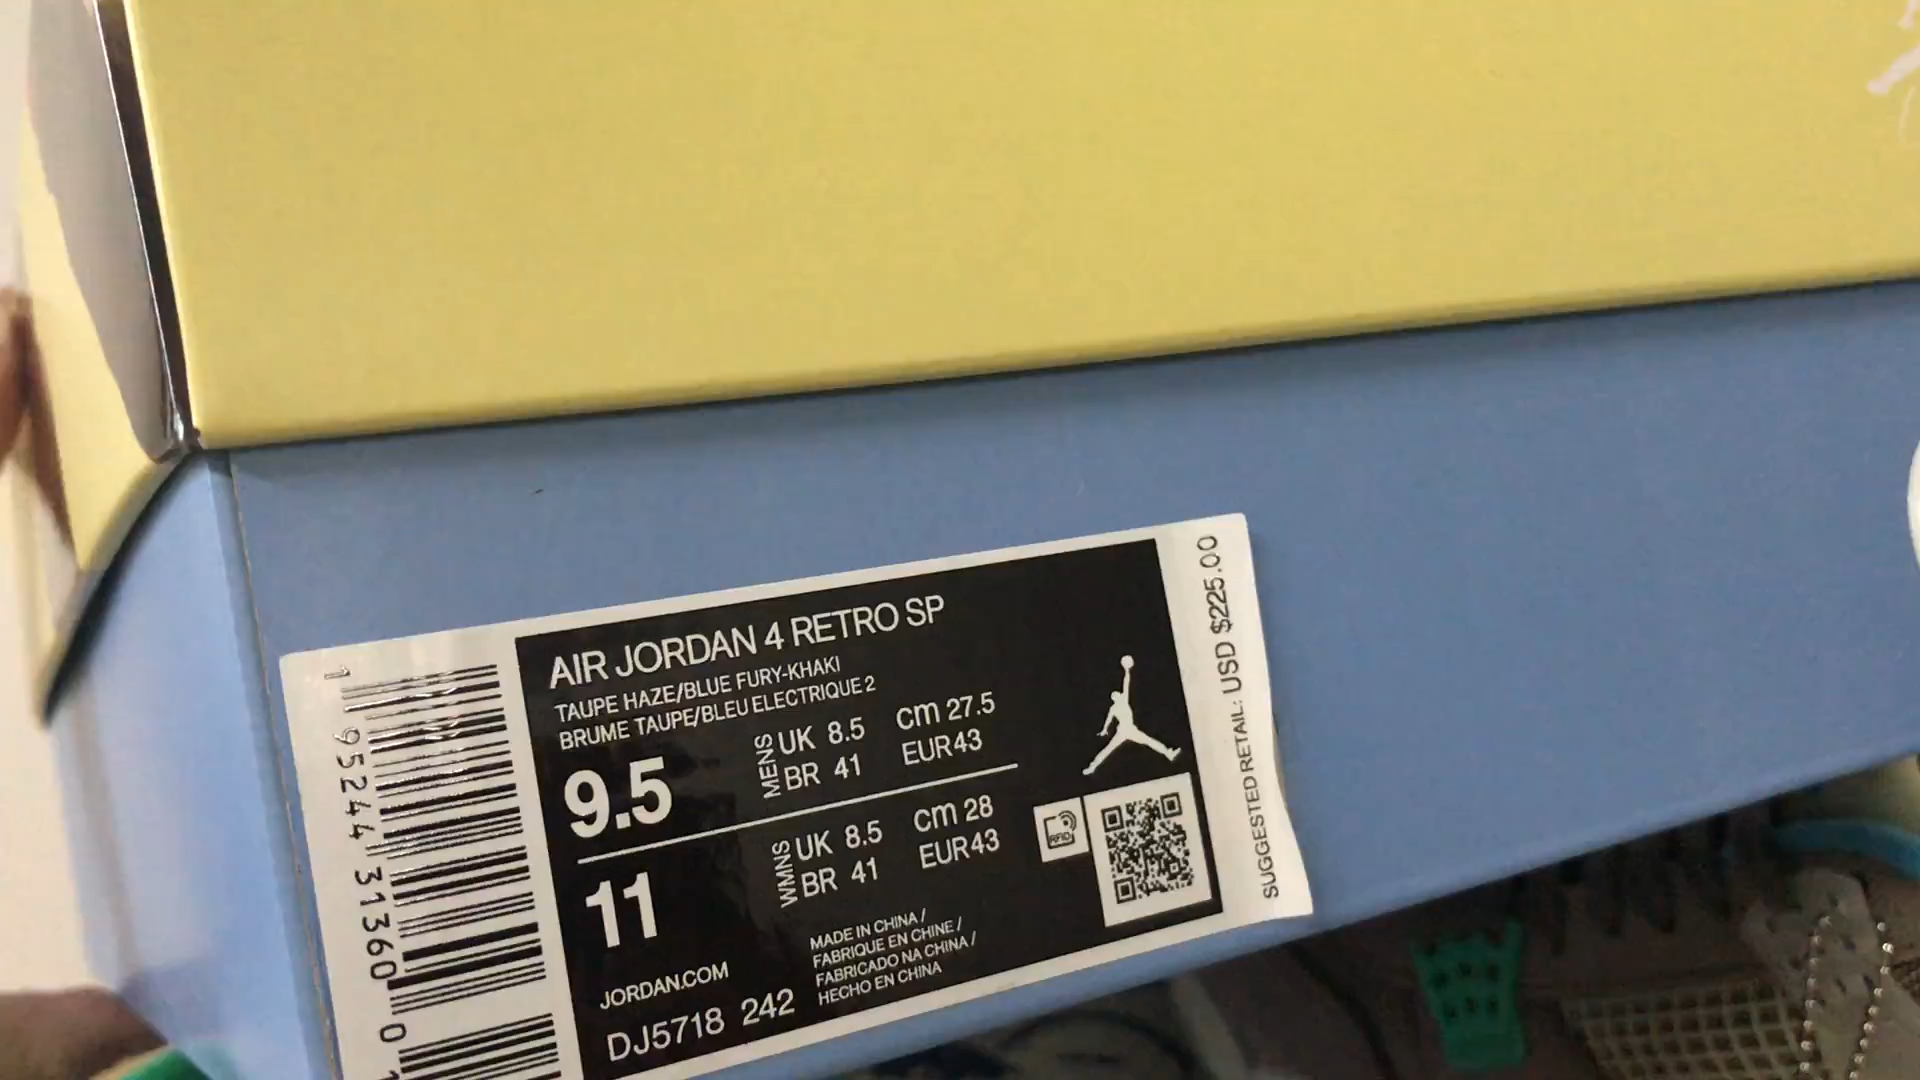 AIR JORDAN 4 RETRO SP
TAUPE HAZE/BLUE FURY-KHAKI
BRUME TAUPE/BLEU ELECTRIQUE 2
9.5
MENS
UK 8.5 cm 27.5
BR 41 EUR43
11
WMNS
UK 8.5 cm 28
BR 41 EUR43
RFID
JORDAN.COM
DJ5718 242
MADE IN CHINA /
FABRIQUE EN CHINE /
FABRICADO NA CHINA /
HECHO EN CHINA
SUGGESTED RETAIL: USD $225.00
1 95244 31360 0